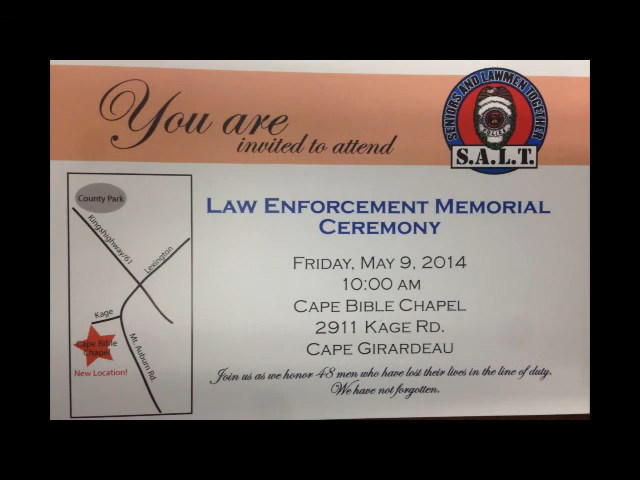 You are
invited to attend
SENIORS AND LAWMEN TOGETHER
POLICE
S.A.L.T.
County Park
Kingshighway/61
Lexington
Kage
Cape Bible
Chapel
New Location!
Mt. Auburn Rd.
LAW ENFORCEMENT MEMORIAL
CEREMONY
FRIDAY, MAY 9, 2014
10:00 AM
CAPE BIBLE CHAPEL
2911 KAGE RD.
CAPE GIRARDEAU
Join us as we honor 48 men who have lost their lives in the line of duty.
We have not forgotten.